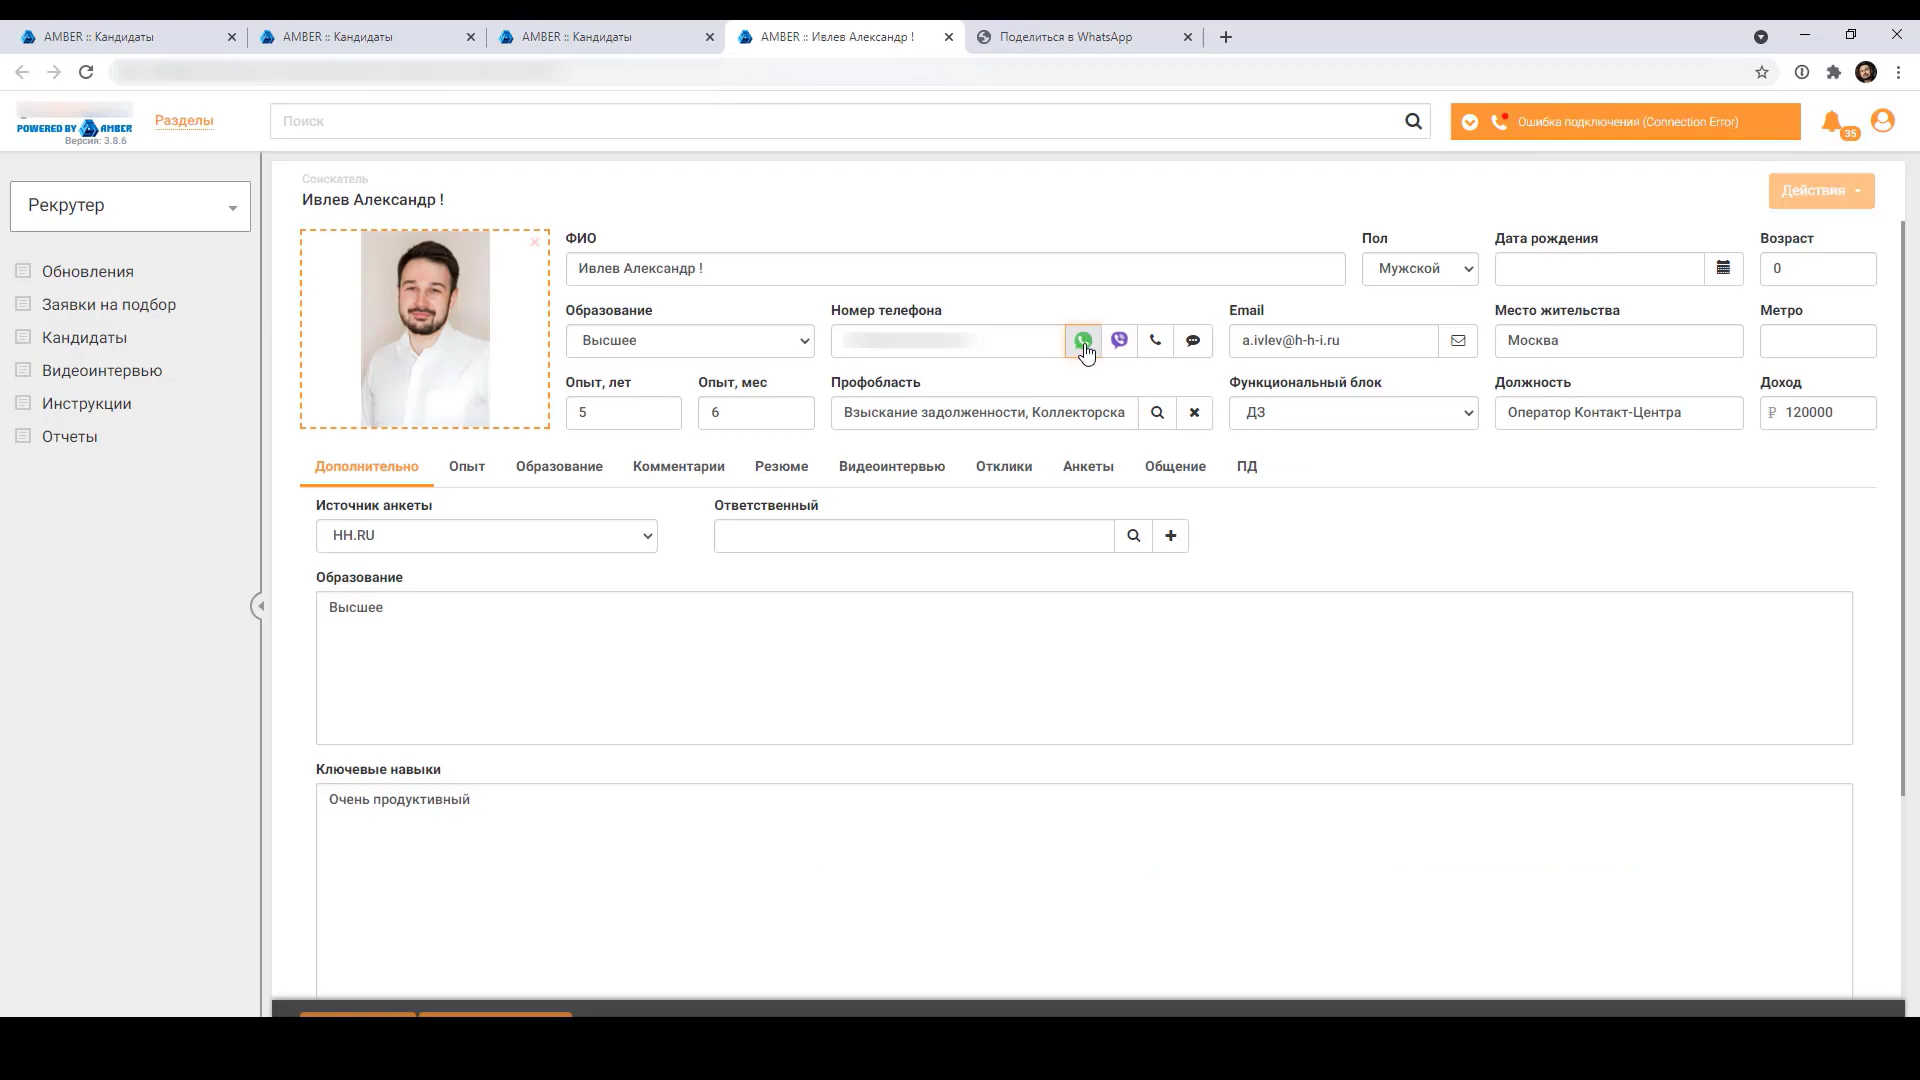 AMBER :: Кандидаты
AMBER :: Кандидаты
AMBER :: Кандидаты
AMBER :: Ивлев Александр !
Поделиться в WhatsApp
POWERED BY AMBER
Версия: 3.8.6
Разделы
Поиск
Ошибка подключения (Connection Error)
35
Рекрутер
Обновления
Заявки на подбор
Кандидаты
Видеоинтервью
Инструкции
Отчеты
Соискатель
Ивлев Александр !
Действия
ФИО
Пол
Дата рождения
Возраст
Ивлев Александр !
Мужской
0
Образование
Номер телефона
Email
Место жительства
Метро
Высшее
a.ivlev@h-h-i.ru
Москва
Опыт, лет
Опыт, мес
Профобласть
Функциональный блок
Должность
Доход
5
6
Взыскание задолженности, Коллекторска
ДЗ
Оператор Контакт-Центра
₽ 120000
Дополнительно
Опыт
Образование
Комментарии
Резюме
Видеоинтервью
Отклики
Анкеты
Общение
ПД
Источник анкеты
Ответственный
HH.RU
Образование
Высшее
Ключевые навыки
Очень продуктивный